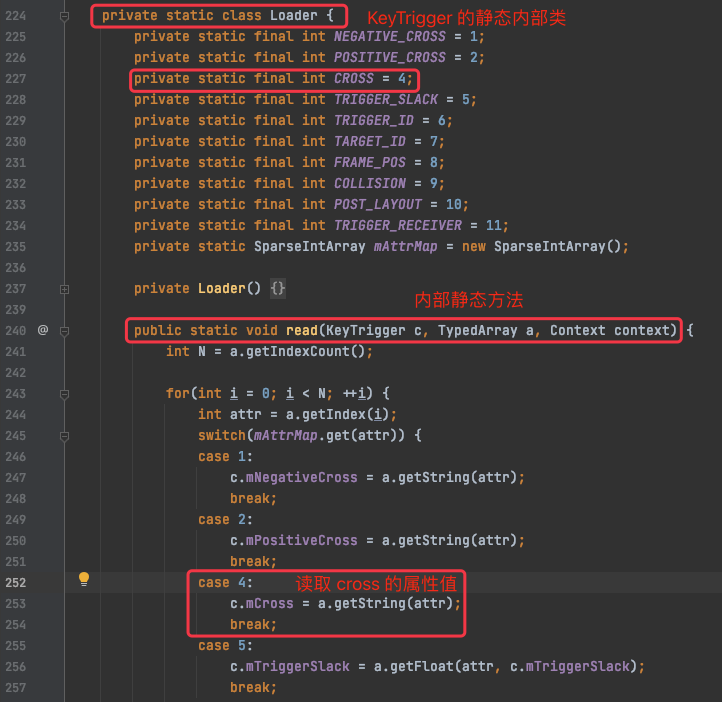 224 private static class Loader { KeyTrigger 的静态内部类
225 private static final int NEGATIVE_CROSS = 1;
226 private static final int POSITIVE_CROSS = 2;
227 private static final int CROSS = 4;
228 private static final int TRIGGER_SLACK = 5;
229 private static final int TRIGGER_ID = 6;
230 private static final int TARGET_ID = 7;
231 private static final int FRAME_POS = 8;
232 private static final int COLLISION = 9;
233 private static final int POST_LAYOUT = 10;
234 private static final int TRIGGER_RECEIVER = 11;
235 private static SparseIntArray mAttrMap = new SparseIntArray();
236
237 private Loader() {}
239 内部静态方法
240 @ public static void read(KeyTrigger c, TypedArray a, Context context) {
241 int N = a.getIndexCount();
242
243 for(int i = 0; i < N; ++i) {
244 int attr = a.getIndex(i);
245 switch(mAttrMap.get(attr)) {
246 case 1:
247 c.mNegativeCross = a.getString(attr);
248 break;
249 case 2:
250 c.mPositiveCross = a.getString(attr);
251 break;
252 case 4: 读取 cross 的属性值
253 c.mCross = a.getString(attr);
254 break;
255 case 5:
256 c.mTriggerSlack = a.getFloat(attr, c.mTriggerSlack);
257 break;